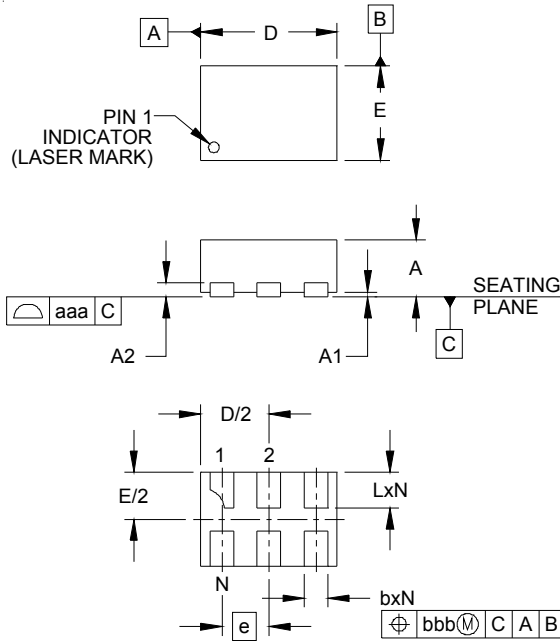 A
D
B
E
PIN 1
INDICATOR
(LASER MARK)
A
SEATING
PLANE
aaa C
C
A2
A1
D/2
1 2
E/2
LxN
N
bxN
e
bbb Ⓜ C A B